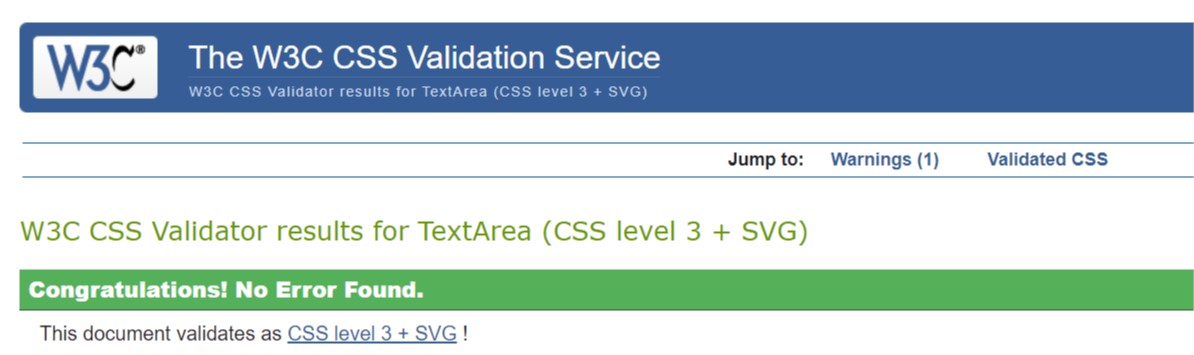 W3C® The W3C CSS Validation Service
W3C CSS Validator results for TextArea (CSS level 3 + SVG)
Jump to: Warnings (1) Validated CSS
W3C CSS Validator results for TextArea (CSS level 3 + SVG)
Congratulations! No Error Found.
This document validates as CSS level 3 + SVG !